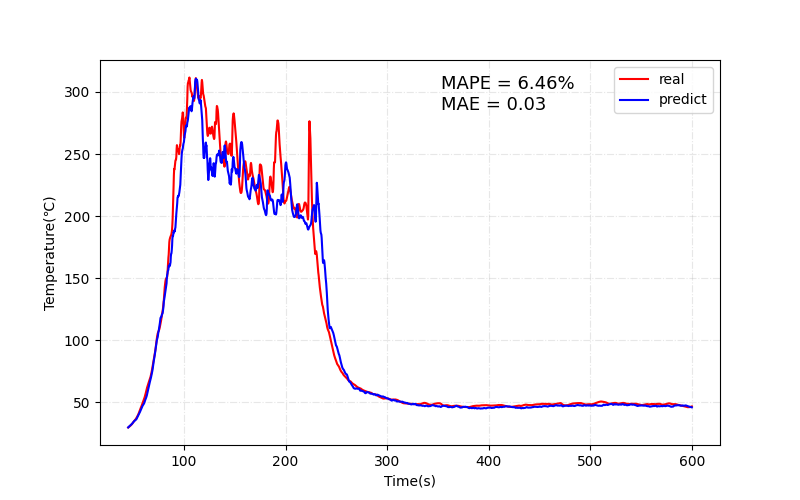 MAPE = 6.46%
MAE = 0.03
real
predict
300
250
200
150
100
50
Temperature(℃)
100 200 300 400 500 600
Time(s)